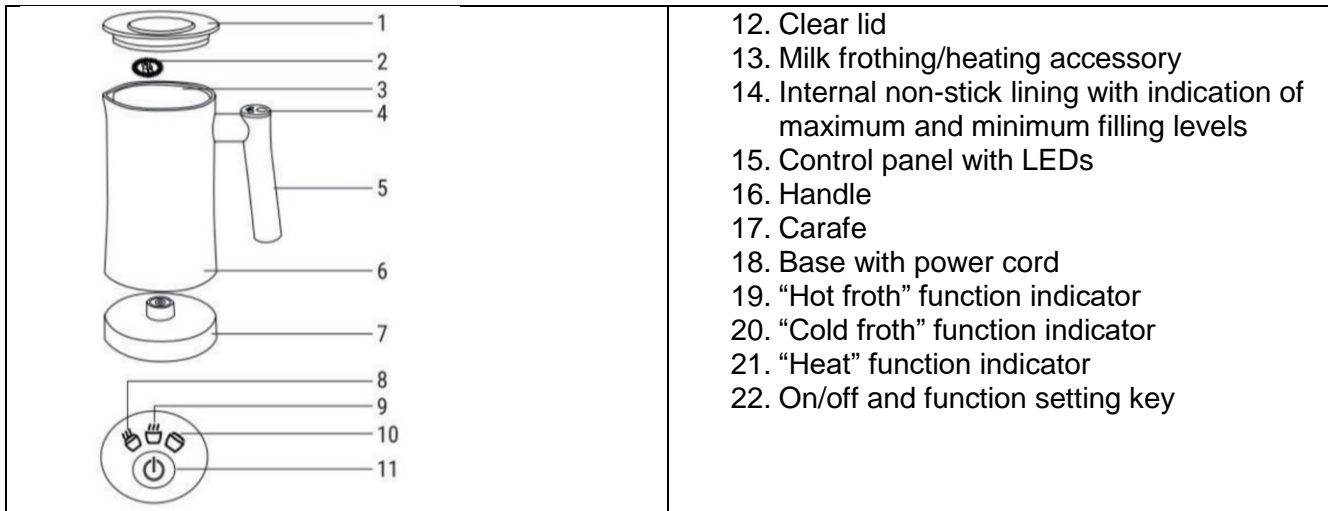 1
2
3
4
5
6
7
8
9
10
11
12. Clear lid
13. Milk frothing/heating accessory
14. Internal non-stick lining with indication of
maximum and minimum filling levels
15. Control panel with LEDs
16. Handle
17. Carafe
18. Base with power cord
19. “Hot froth” function indicator
20. “Cold froth” function indicator
21. “Heat” function indicator
22. On/off and function setting key